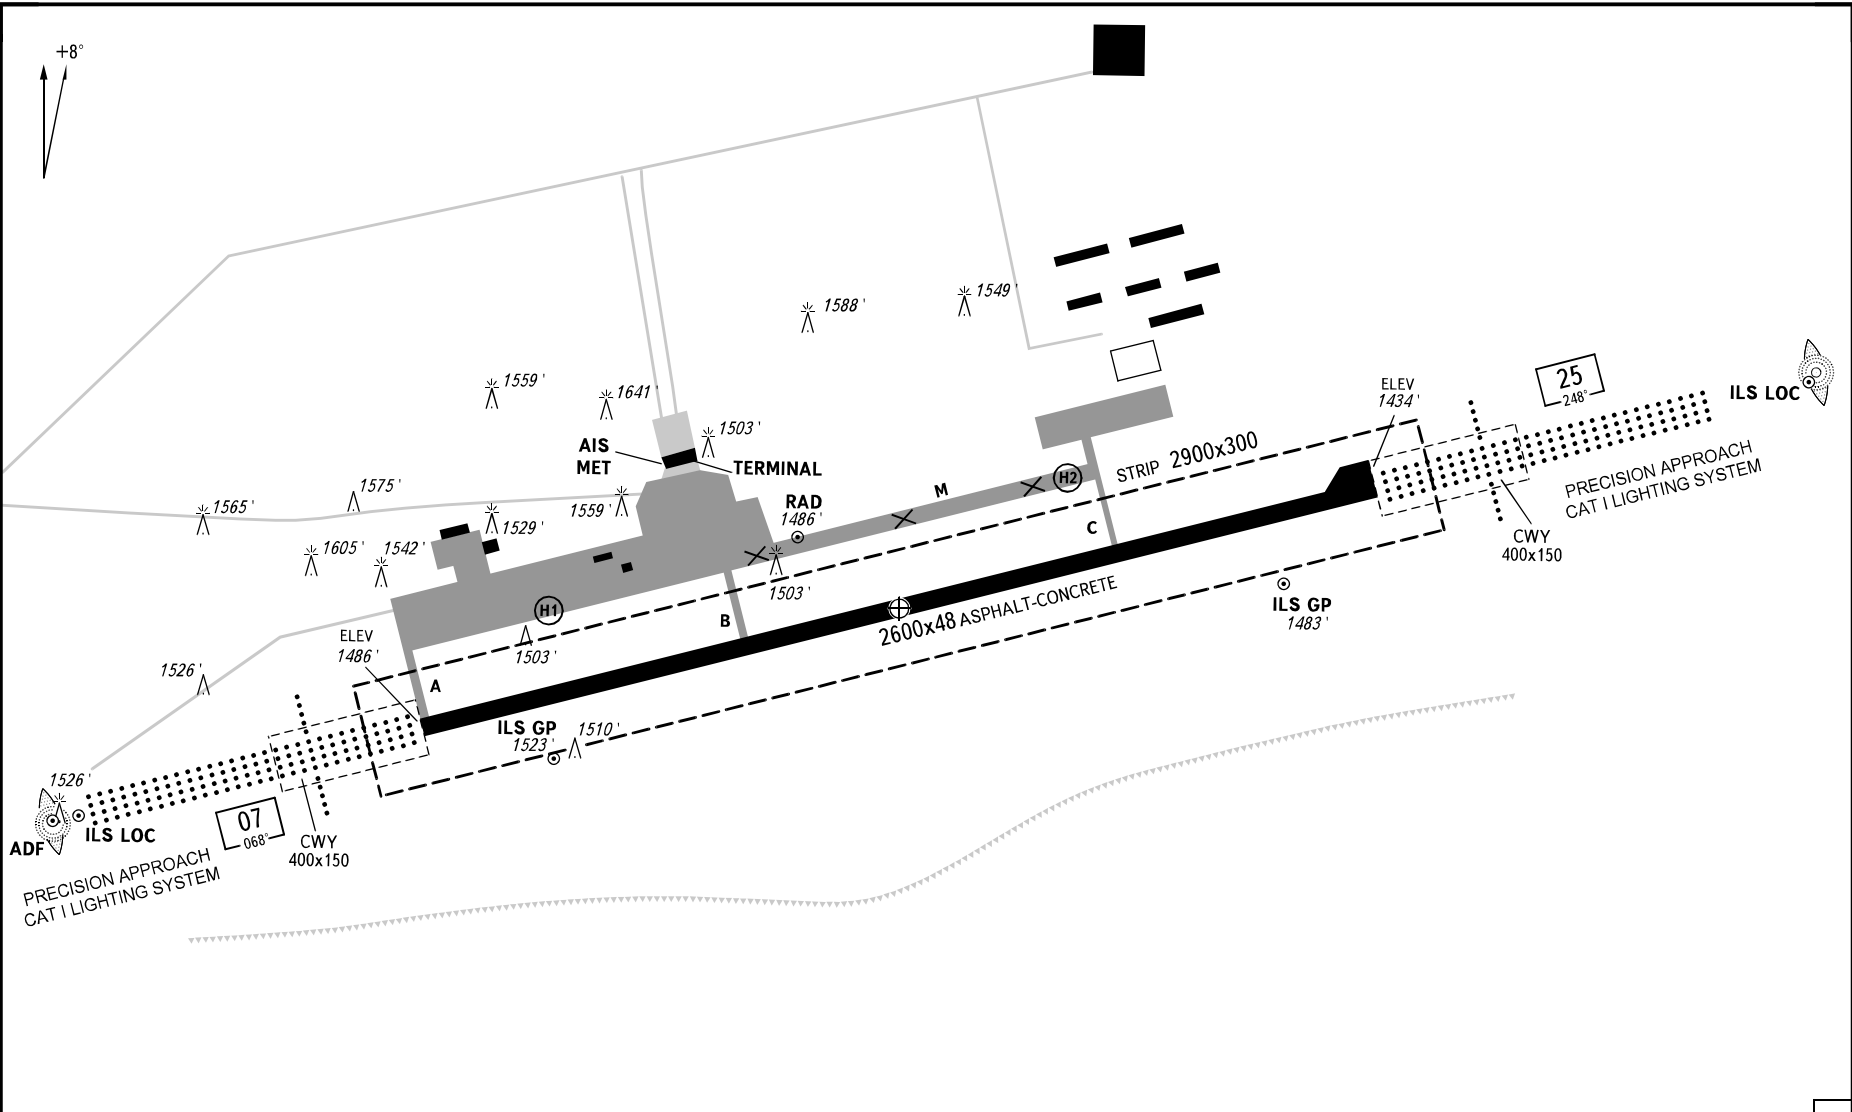 +8°
1588'
1549'
1559'
1641'
1503'
AIS
MET
TERMINAL
ELEV
1434'
25
248°
ILS LOC
STRIP 2900x300
PRECISION APPROACH
CAT I LIGHTING SYSTEM
CWY
400x150
1575'
1565'
1559'
RAD
1486'
M
H2
C
1529'
1605'
1542'
1503'
H1
B
2600x48 ASPHALT-CONCRETE
ILS GP
1483'
ELEV
1486'
1503'
1526'
A
ILS GP
1523'
1510'
1526'
ADF
ILS LOC
07
068°
CWY
400x150
PRECISION APPROACH
CAT I LIGHTING SYSTEM